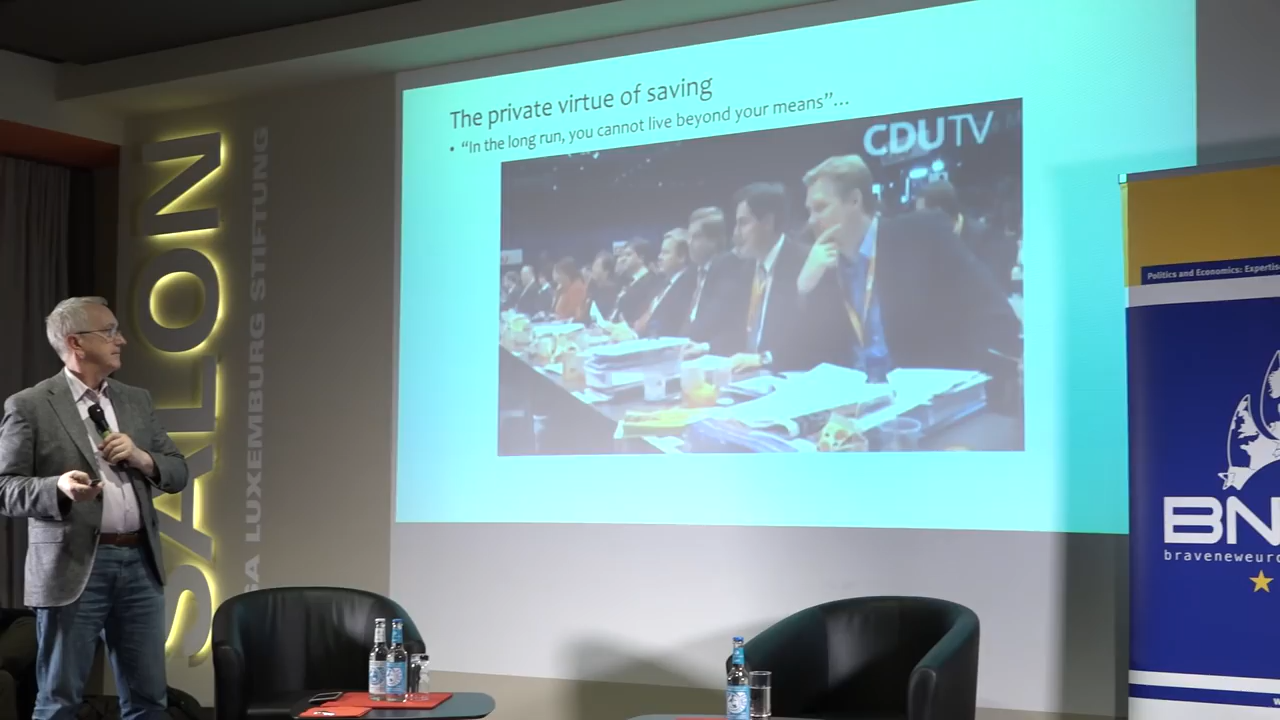 The private virtue of saving
• “In the long run, you cannot live beyond your means”…
CDUTV
SALON
SA LUXEMBURG STIFTUNG
Politics and Economics: Expertis
BN
braveneweuro